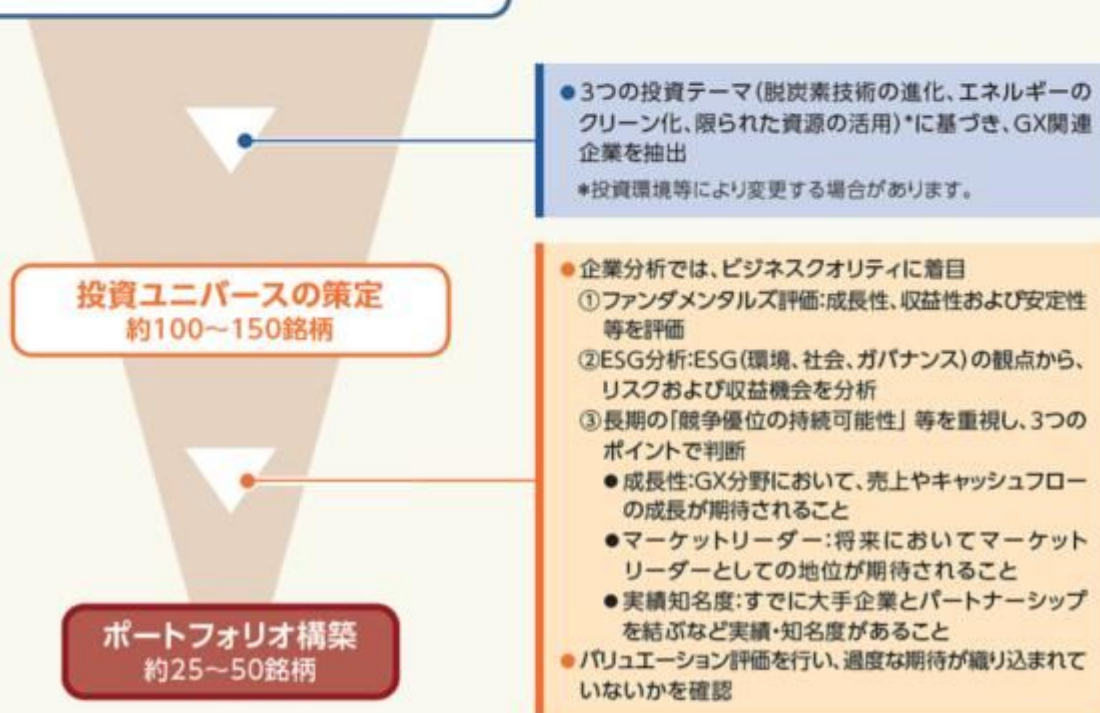 ●3つの投資テーマ(脱炭素技術の進化、エネルギーの
クリーン化、限られた資源の活用)*に基づき、GX関連
企業を抽出
*投資環境等により変更する場合があります。
投資ユニバースの策定
約100～150銘柄
●企業分析では、ビジネスクオリティに着目
①ファンダメンタルズ評価:成長性、収益性および安定性
等を評価
②ESG分析:ESG(環境、社会、ガバナンス)の観点から、
リスクおよび収益機会を分析
③長期の「競争優位の持続可能性」等を重視し、3つの
ポイントで判断
●成長性:GX分野において、売上やキャッシュフロー
の成長が期待されること
●マーケットリーダー:将来においてマーケット
リーダーとしての地位が期待されること
●実績知名度:すでに大手企業とパートナーシップ
を結ぶなど実績・知名度があること
●バリュエーション評価を行い、過度な期待が織り込まれて
いないかを確認
ポートフォリオ構築
約25～50銘柄